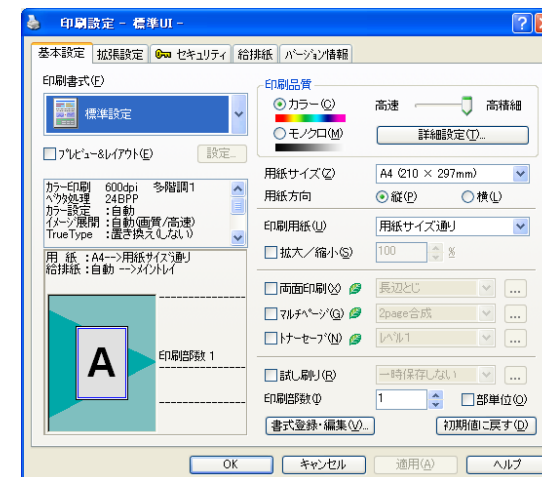 印刷設定 - 標準UI -
基本設定 拡張設定 セキュリティ 給排紙 バージョン情報
印刷書式(F)
標準設定
プレビュー&レイアウト(E) 設定...
カラー印刷 600dpi 多階調1
ベクタ処理 24BPP
カラー設定 :自動
イメージ展開 :自動(画質/高速)
TrueType :置き換え(しない)
用 紙 :A4-->用紙サイズ通り
給排紙 :自動 -->メイントレイ
A
印刷部数 1
印刷品質
カラー(C) 高速 高精細
モノクロ(M) 詳細設定(T)...
用紙サイズ(Z) A4 (210 × 297mm)
用紙方向 縦(P) 横(L)
印刷用紙(U) 用紙サイズ通り
拡大/縮小(S) 100 %
両面印刷(X) 長辺とじ ...
マルチページ(G) 2page合成 ...
トナーセーブ(N) レベル1 ...
試し刷り(R) 一時保存しない ...
印刷部数(I) 1 部単位(O)
書式登録・編集(V)... 初期値に戻す(D)
OK キャンセル 適用(A) ヘルプ